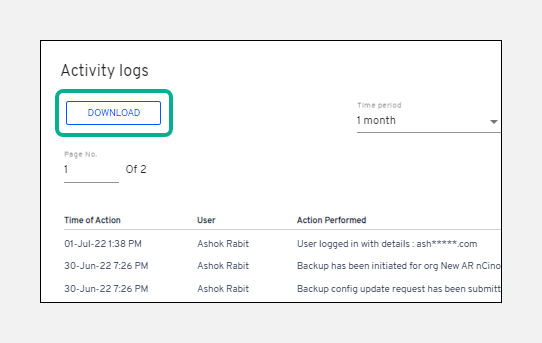 Activity logs
DOWNLOAD
Time period
1 month
Page No.
1 Of 2
Time of Action User Action Performed
01-Jul-22 1:38 PM Ashok Rabit User logged in with details : ash*****.com
30-Jun-22 7:26 PM Ashok Rabit Backup has been initiated for org New AR nCino
30-Jun-22 7:26 PM Ashok Rabit Backup config update request has been submitt